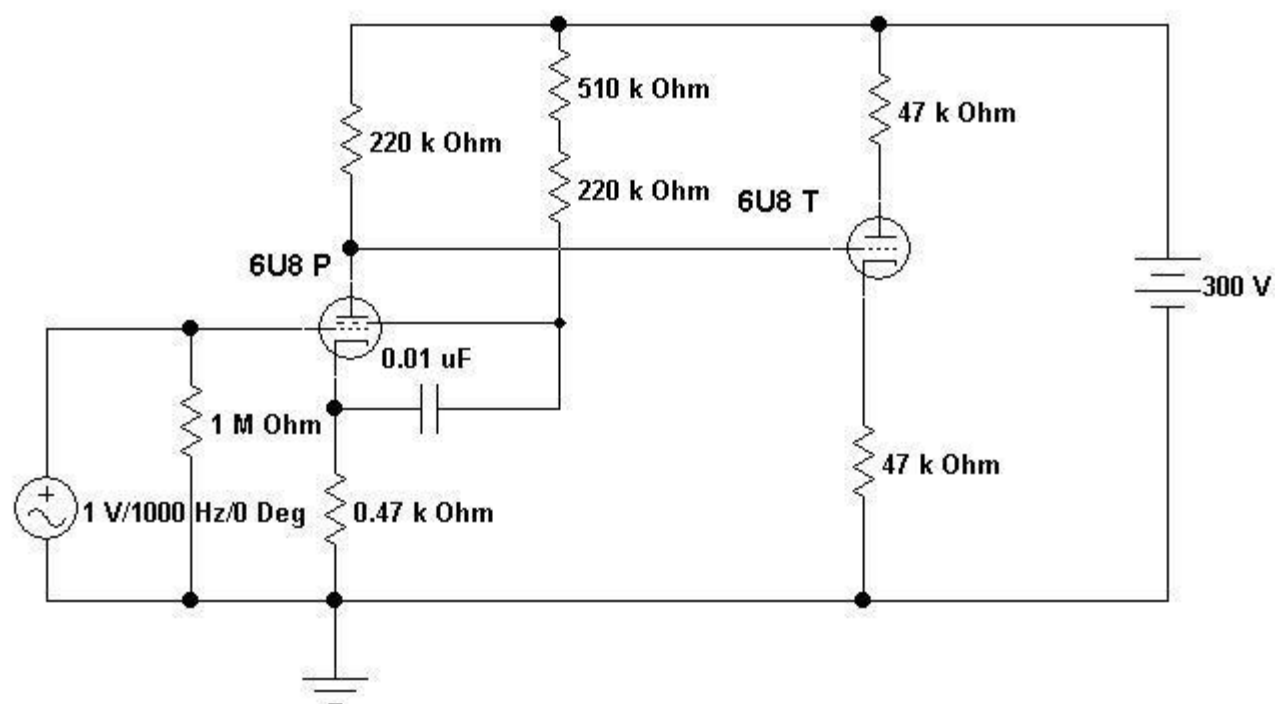 510 k Ohm
47 k Ohm
220 k Ohm
220 k Ohm
6U8 T
6U8 P
300 V
0.01 uF
1 M Ohm
47 k Ohm
+
1 V/1000 Hz/0 Deg
0.47 k Ohm